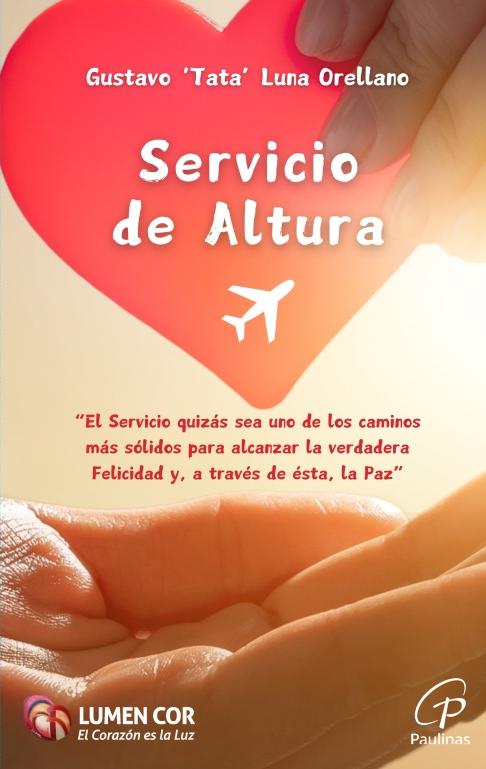 Gustavo 'Tata' Luna Orellano
Servicio
de Altura
“El Servicio quizás sea uno de los caminos
más sólidos para alcanzar la verdadera
Felicidad y, a través de ésta, la Paz”
LUMEN COR
El Corazón es la Luz
Paulinas